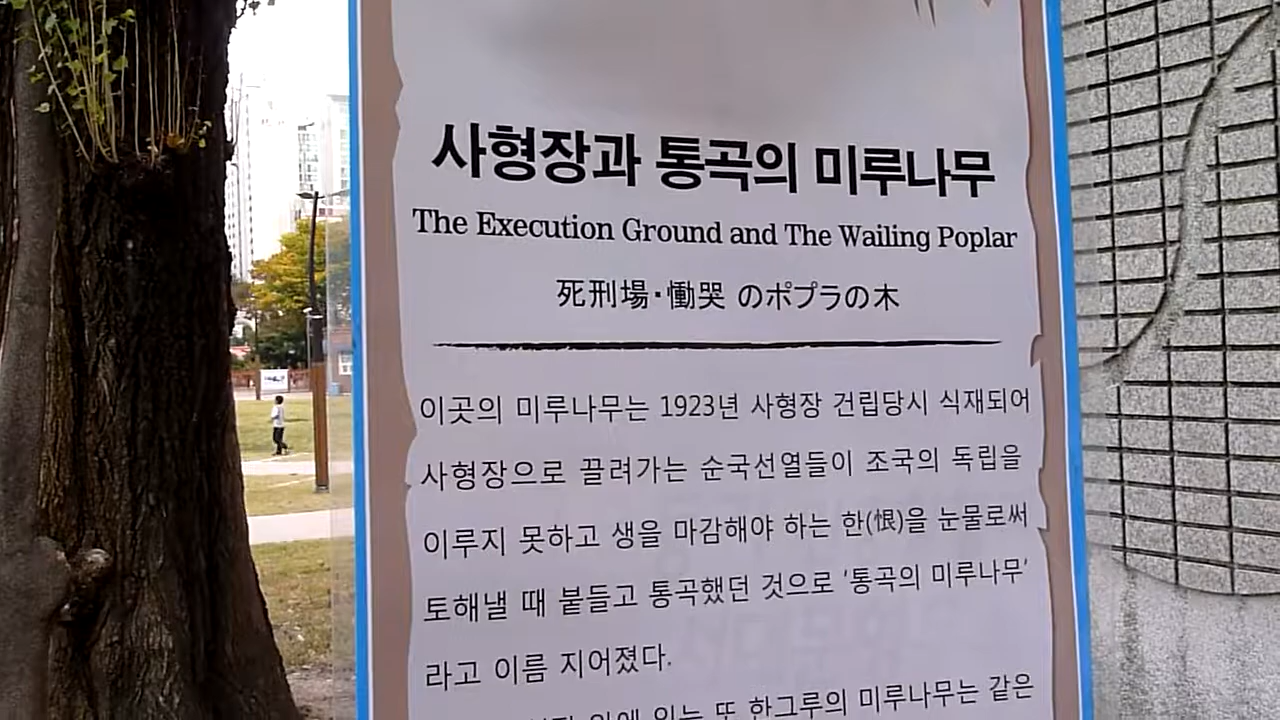 사형장과 통곡의 미루나무
The Execution Ground and The Wailing Poplar
死刑場·慟哭 のポプラの木
이곳의 미루나무는 1923년 사형장 건립당시 식재되어
사형장으로 끌려가는 순국선열들이 조국의 독립을
이루지 못하고 생을 마감해야 하는 한(恨)을 눈물로써
토해낼 때 붙들고 통곡했던 것으로 '통곡의 미루나무'
라고 이름 지어졌다.
있는 또 한그루의 미루나무는 같은